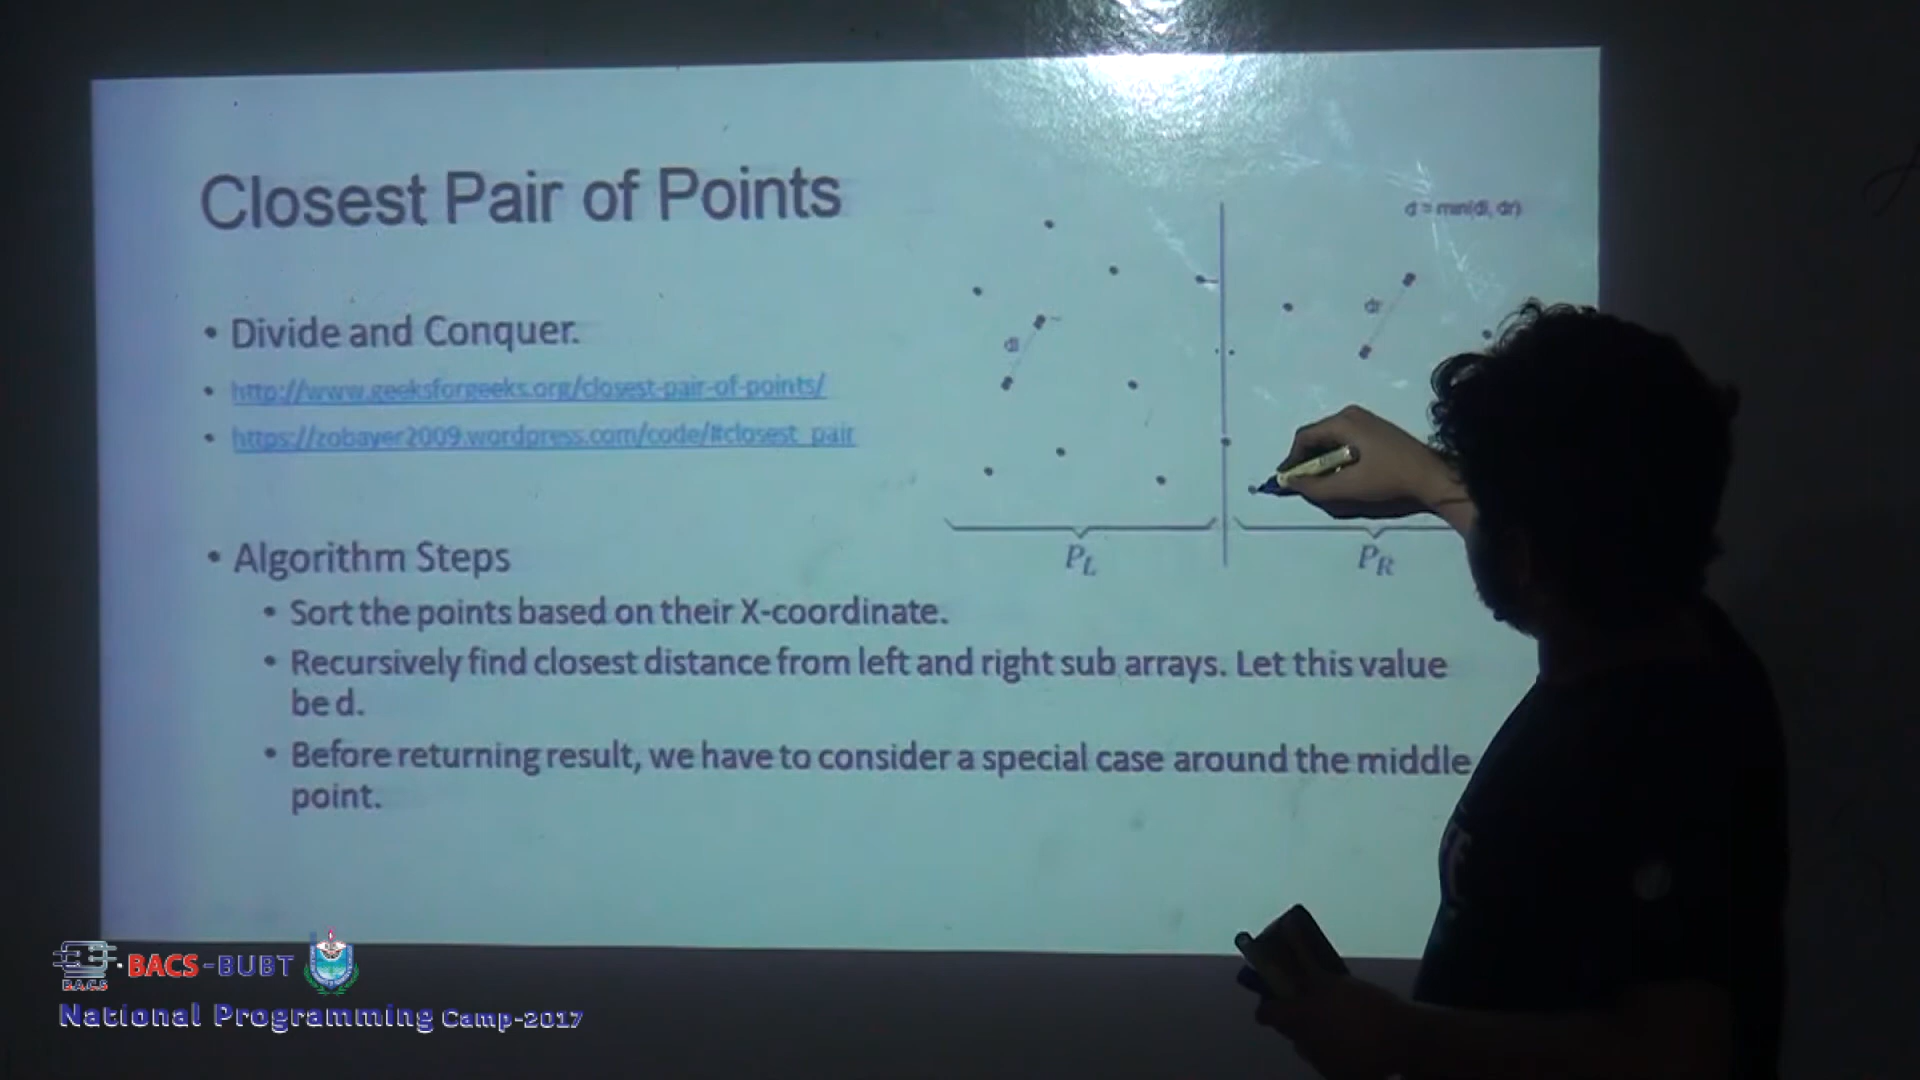 Closest Pair of Points
d = min(dl, dr)
• Divide and Conquer.
dl
dr
• http://www.geeksforgeeks.org/closest-pair-of-points/
• https://zobayer2009.wordpress.com/code/#closest_pair
P_L
P_R
• Algorithm Steps
• Sort the points based on their X-coordinate.
• Recursively find closest distance from left and right sub arrays. Let this value
be d.
• Before returning result, we have to consider a special case around the middle
point.
B.A.C.S
BACS-BUBT
National Programming Camp-2017